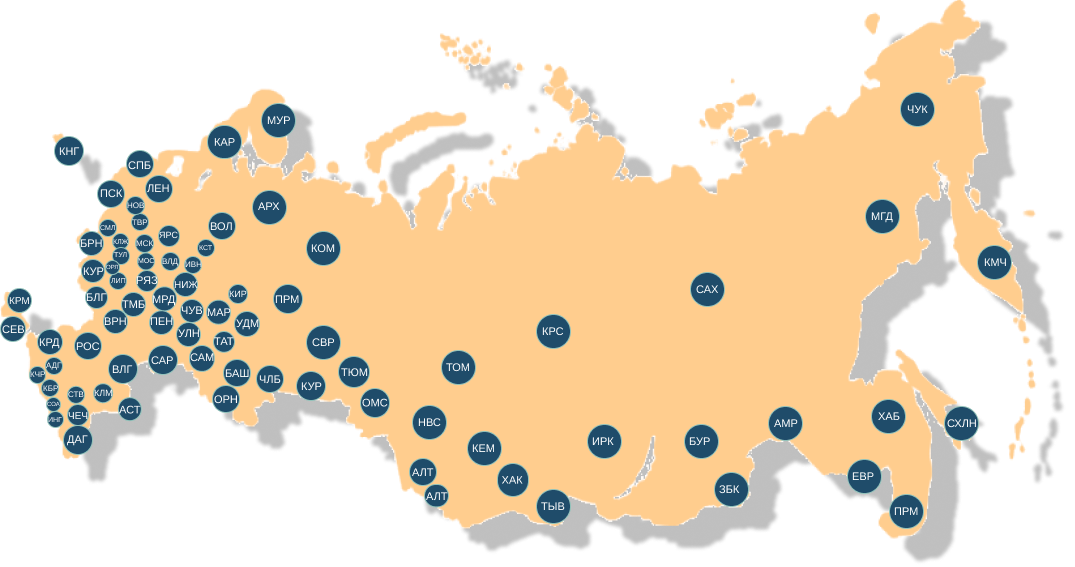 ЧУК
МУР
КАР
КНГ
СПБ
ЛЕН
ПСК
НОВ
АРХ
МГД
ТВР
ВОЛ
СМЛ
ЯРС
БРН
КЛЖ
МСК
КСТ
КОМ
ТУЛ
МОС
ВЛД
ИВН
КМЧ
КУР
ОРЛ
ЛИП
РЯЗ
НИЖ
САХ
БЛГ
ТМБ
МРД
КИР
ПРМ
КРМ
ЧУВ
МАР
ВРН
ПЕН
УДМ
СЕВ
КРС
УЛН
КРД
РОС
ТАТ
СВР
САР
САМ
АДГ
ВЛГ
ТОМ
КЧР
БАШ
ЧЛБ
ТЮМ
КБР
КУР
СТВ
КЛМ
ОРН
ОМС
СОА
АСТ
ИНГ
ЧЕЧ
ХАБ
НВС
АМР
СХЛН
ДАГ
КЕМ
ИРК
БУР
АЛТ
ХАК
ЕВР
ЗБК
АЛТ
ТЫВ
ПРМ